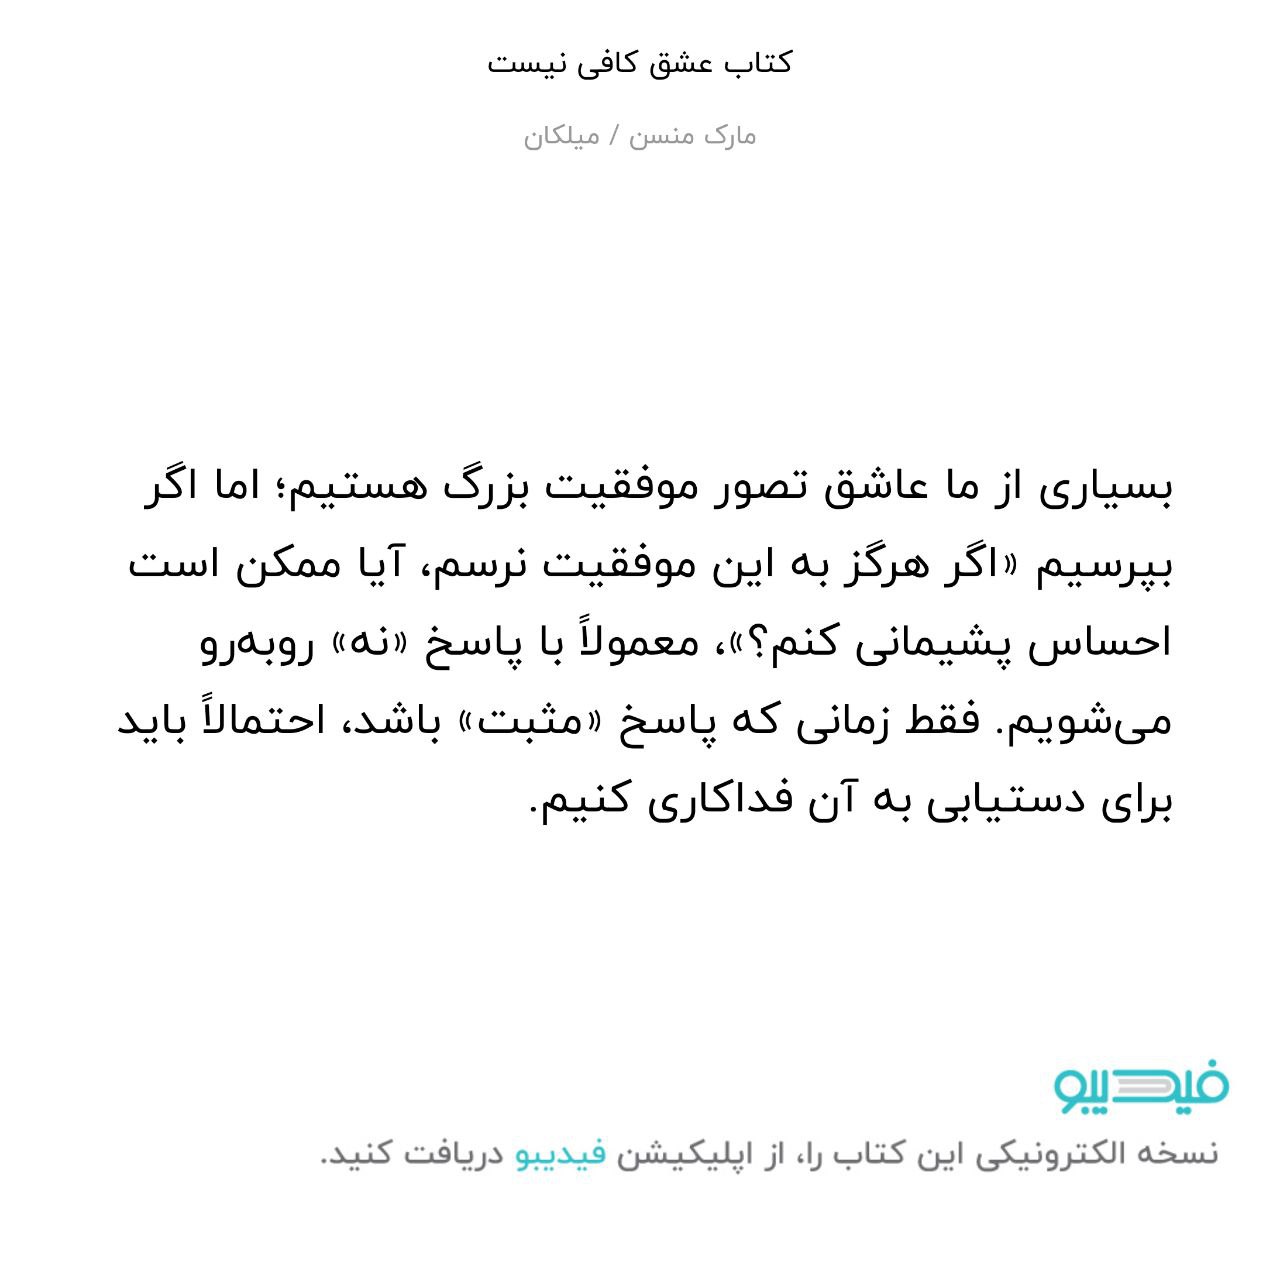 کتاب عشق کافی نیست
مارک منسن / میلکان
بسیاری از ما عاشق تصور موفقیت بزرگ هستیم؛ اما اگر
بپرسیم «اگر هرگز به این موفقیت نرسم، آیا ممکن است
احساس پشیمانی کنم؟»، معمولاً با پاسخ «نه» روبه‌رو
می‌شویم. فقط زمانی که پاسخ «مثبت» باشد، احتمالاً باید
برای دستیابی به آن فداکاری کنیم.
فیدیبو
نسخه الکترونیکی این کتاب را، از اپلیکیشن فیدیبو دریافت کنید.